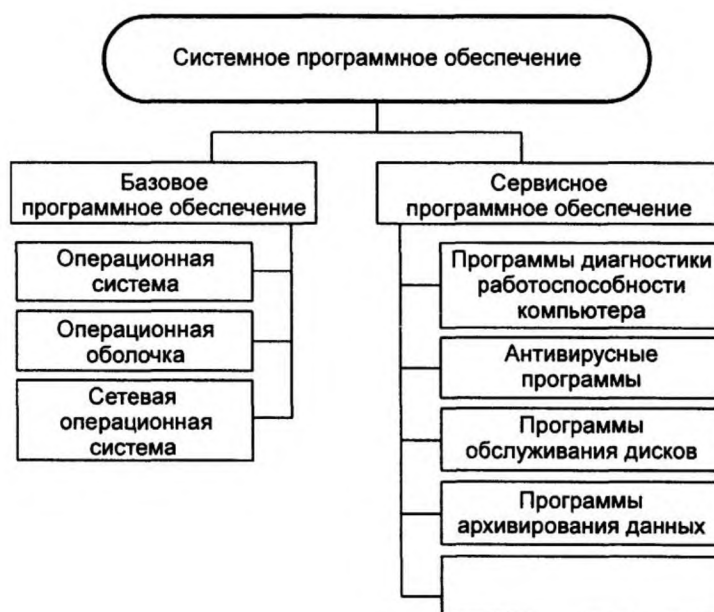 Системное программное обеспечение
Базовое
программное обеспечение
Операционная
система
Операционная
оболочка
Сетевая
операционная
система
Сервисное
программное обеспечение
Программы диагностики
работоспособности
компьютера
Антивирусные
программы
Программы
обслуживания дисков
Программы
архивирования данных